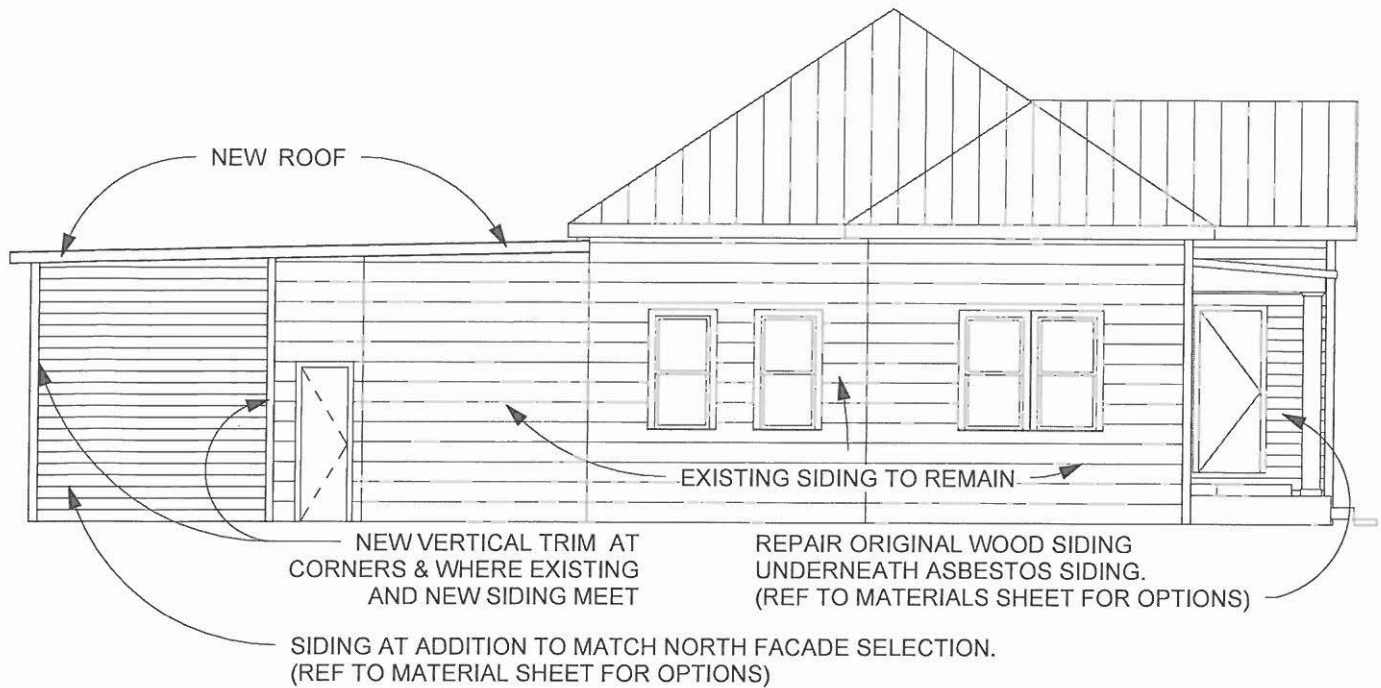 NEW ROOF
EXISTING SIDING TO REMAIN
NEW VERTICAL TRIM AT
CORNERS & WHERE EXISTING
AND NEW SIDING MEET
REPAIR ORIGINAL WOOD SIDING
UNDERNEATH ASBESTOS SIDING.
(REF TO MATERIALS SHEET FOR OPTIONS)
SIDING AT ADDITION TO MATCH NORTH FACADE SELECTION.
(REF TO MATERIAL SHEET FOR OPTIONS)